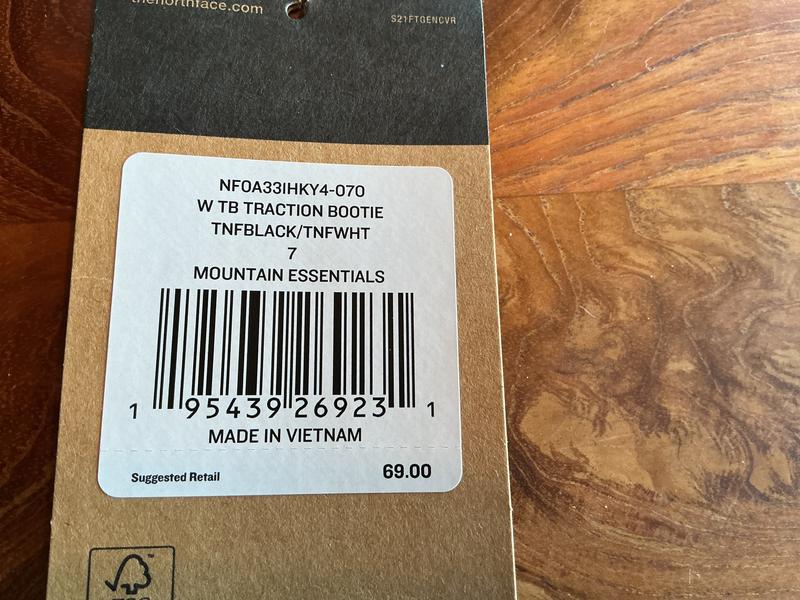 thenorthface.com
S21FTGENCVR
NF0A33IHKY4-070
W TB TRACTION BOOTIE
TNFBLACK/TNFWHT
7
MOUNTAIN ESSENTIALS
1 95439 26923 1
MADE IN VIETNAM
Suggested Retail 69.00
FSC